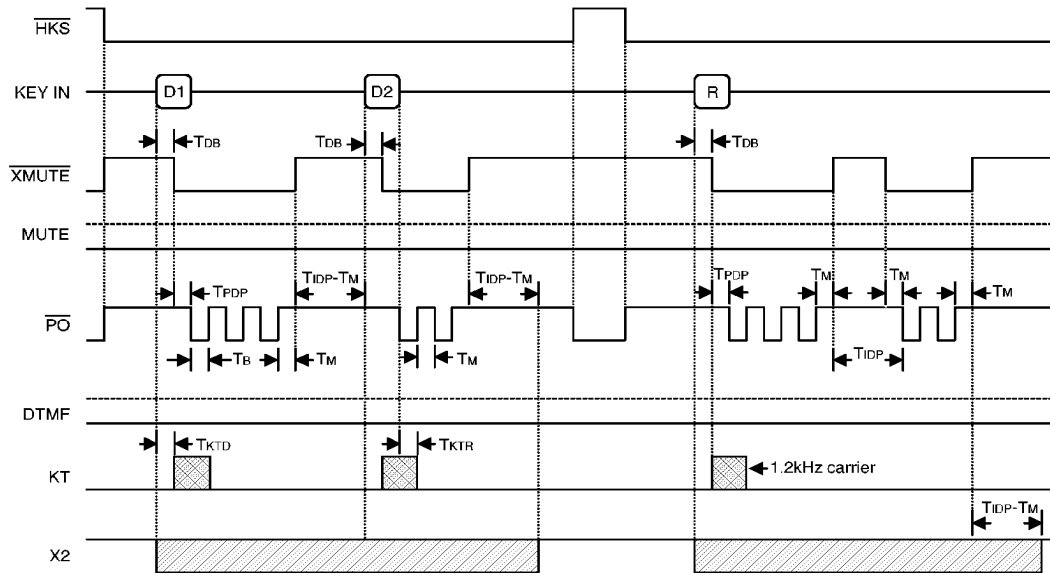 HKS
KEY IN
D1
D2
R
TDB
TDB
TDB
XMUTE
MUTE
TPDP
TIDP-TM
TIDP-TM
TPDP
TM
TM
TM
PO
TB
TM
TM
TIDP
DTMF
TKTD
TKTR
KT
1.2kHz carrier
TIDP-TM
X2